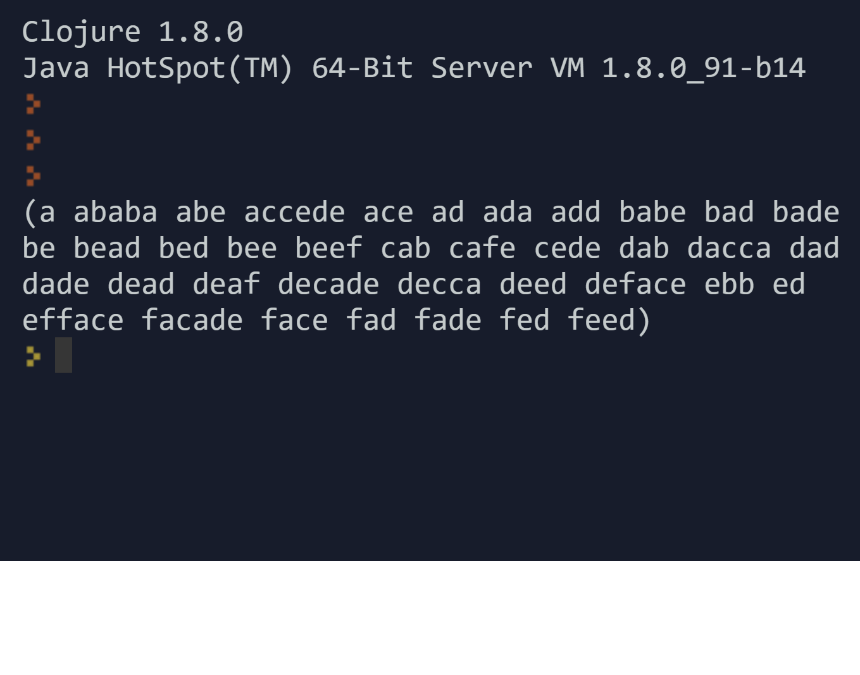 Clojure 1.8.0
Java HotSpot(TM) 64-Bit Server VM 1.8.0_91-b14
>
>
>
(a ababa abe accede ace ad ada add babe bad bade
be bead bed bee beef cab cafe cede dab dacca dad
dade dead deaf decade decca deed deface ebb ed
efface facade face fad fade fed feed)
>